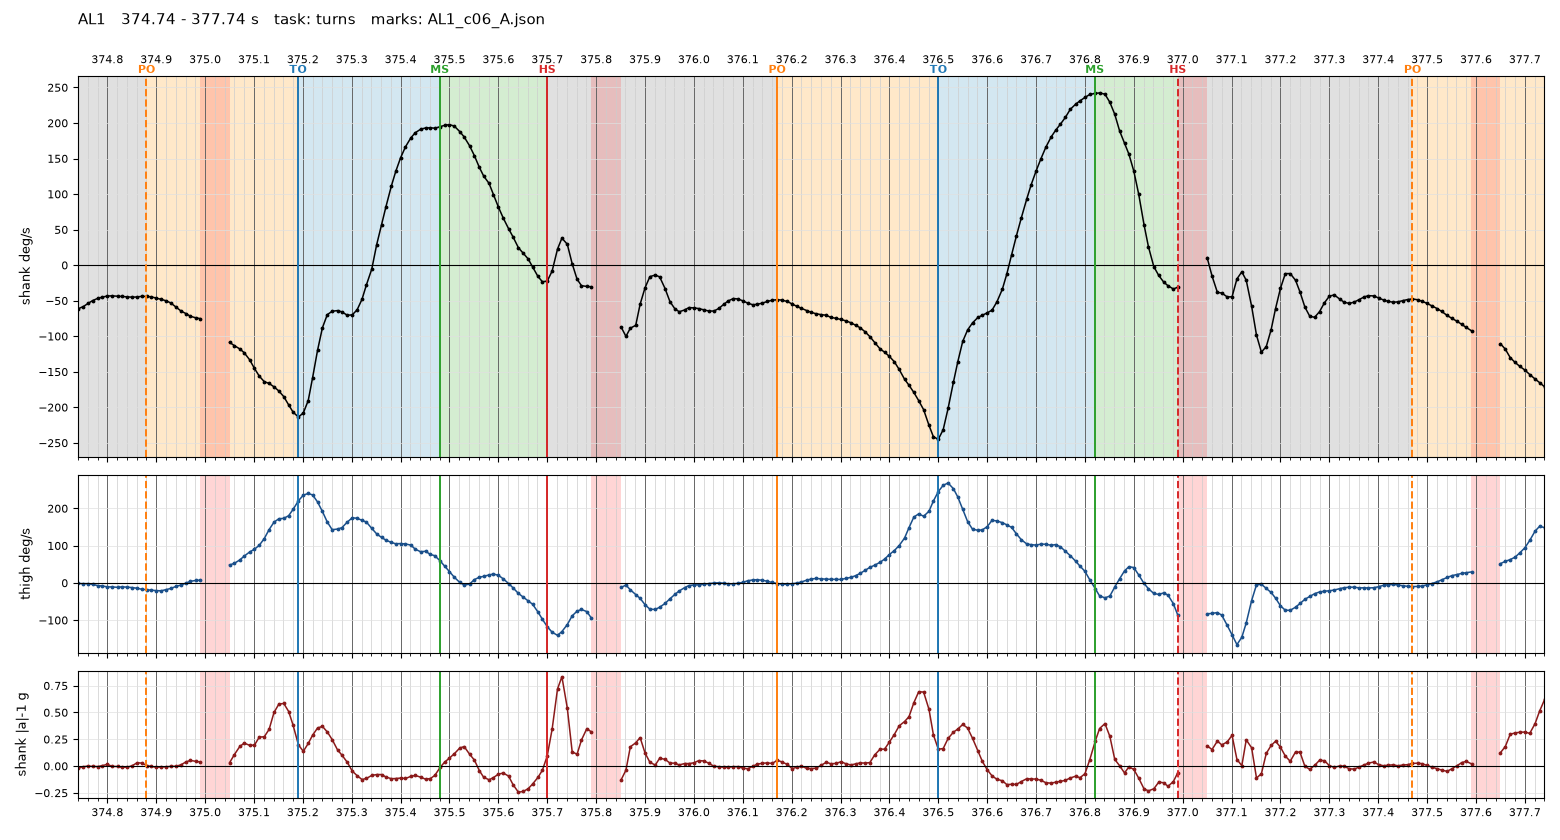 AL1   374.74 - 377.74 s   task: turns   marks: AL1_c06_A.json
374.8 374.9 375.0 375.1 375.2 375.3 375.4 375.5 375.6 375.7 375.8 375.9 376.0 376.1 376.2 376.3 376.4 376.5 376.6 376.7 376.8 376.9 377.0 377.1 377.2 377.3 377.4 377.5 377.6 377.7
PO TO MS HS PO TO MS HS PO
shank deg/s
250
200
150
100
50
0
−50
−100
−150
−200
−250
thigh deg/s
200
100
0
−100
shank |a|-1 g
0.75
0.50
0.25
0.00
−0.25
374.8 374.9 375.0 375.1 375.2 375.3 375.4 375.5 375.6 375.7 375.8 375.9 376.0 376.1 376.2 376.3 376.4 376.5 376.6 376.7 376.8 376.9 377.0 377.1 377.2 377.3 377.4 377.5 377.6 377.7